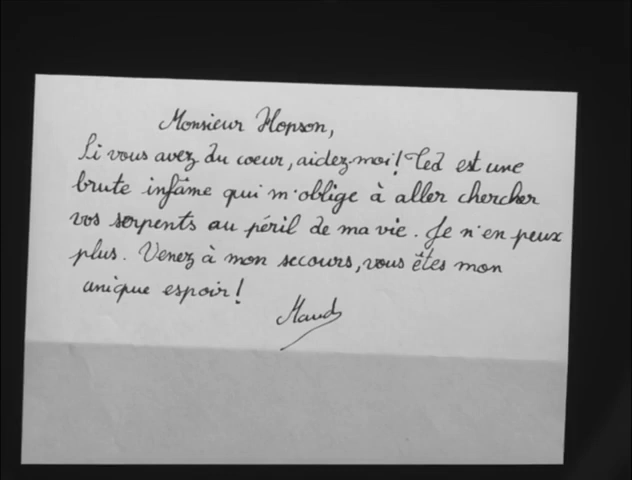 Monsieur Hopson,
Si vous avez du coeur, aidez-moi! Ted est une
brute infâme qui m'oblige à aller chercher
vos serpents au péril de ma vie. Je n'en peux
plus. Venez à mon secours, vous êtes mon
unique espoir!
Maud